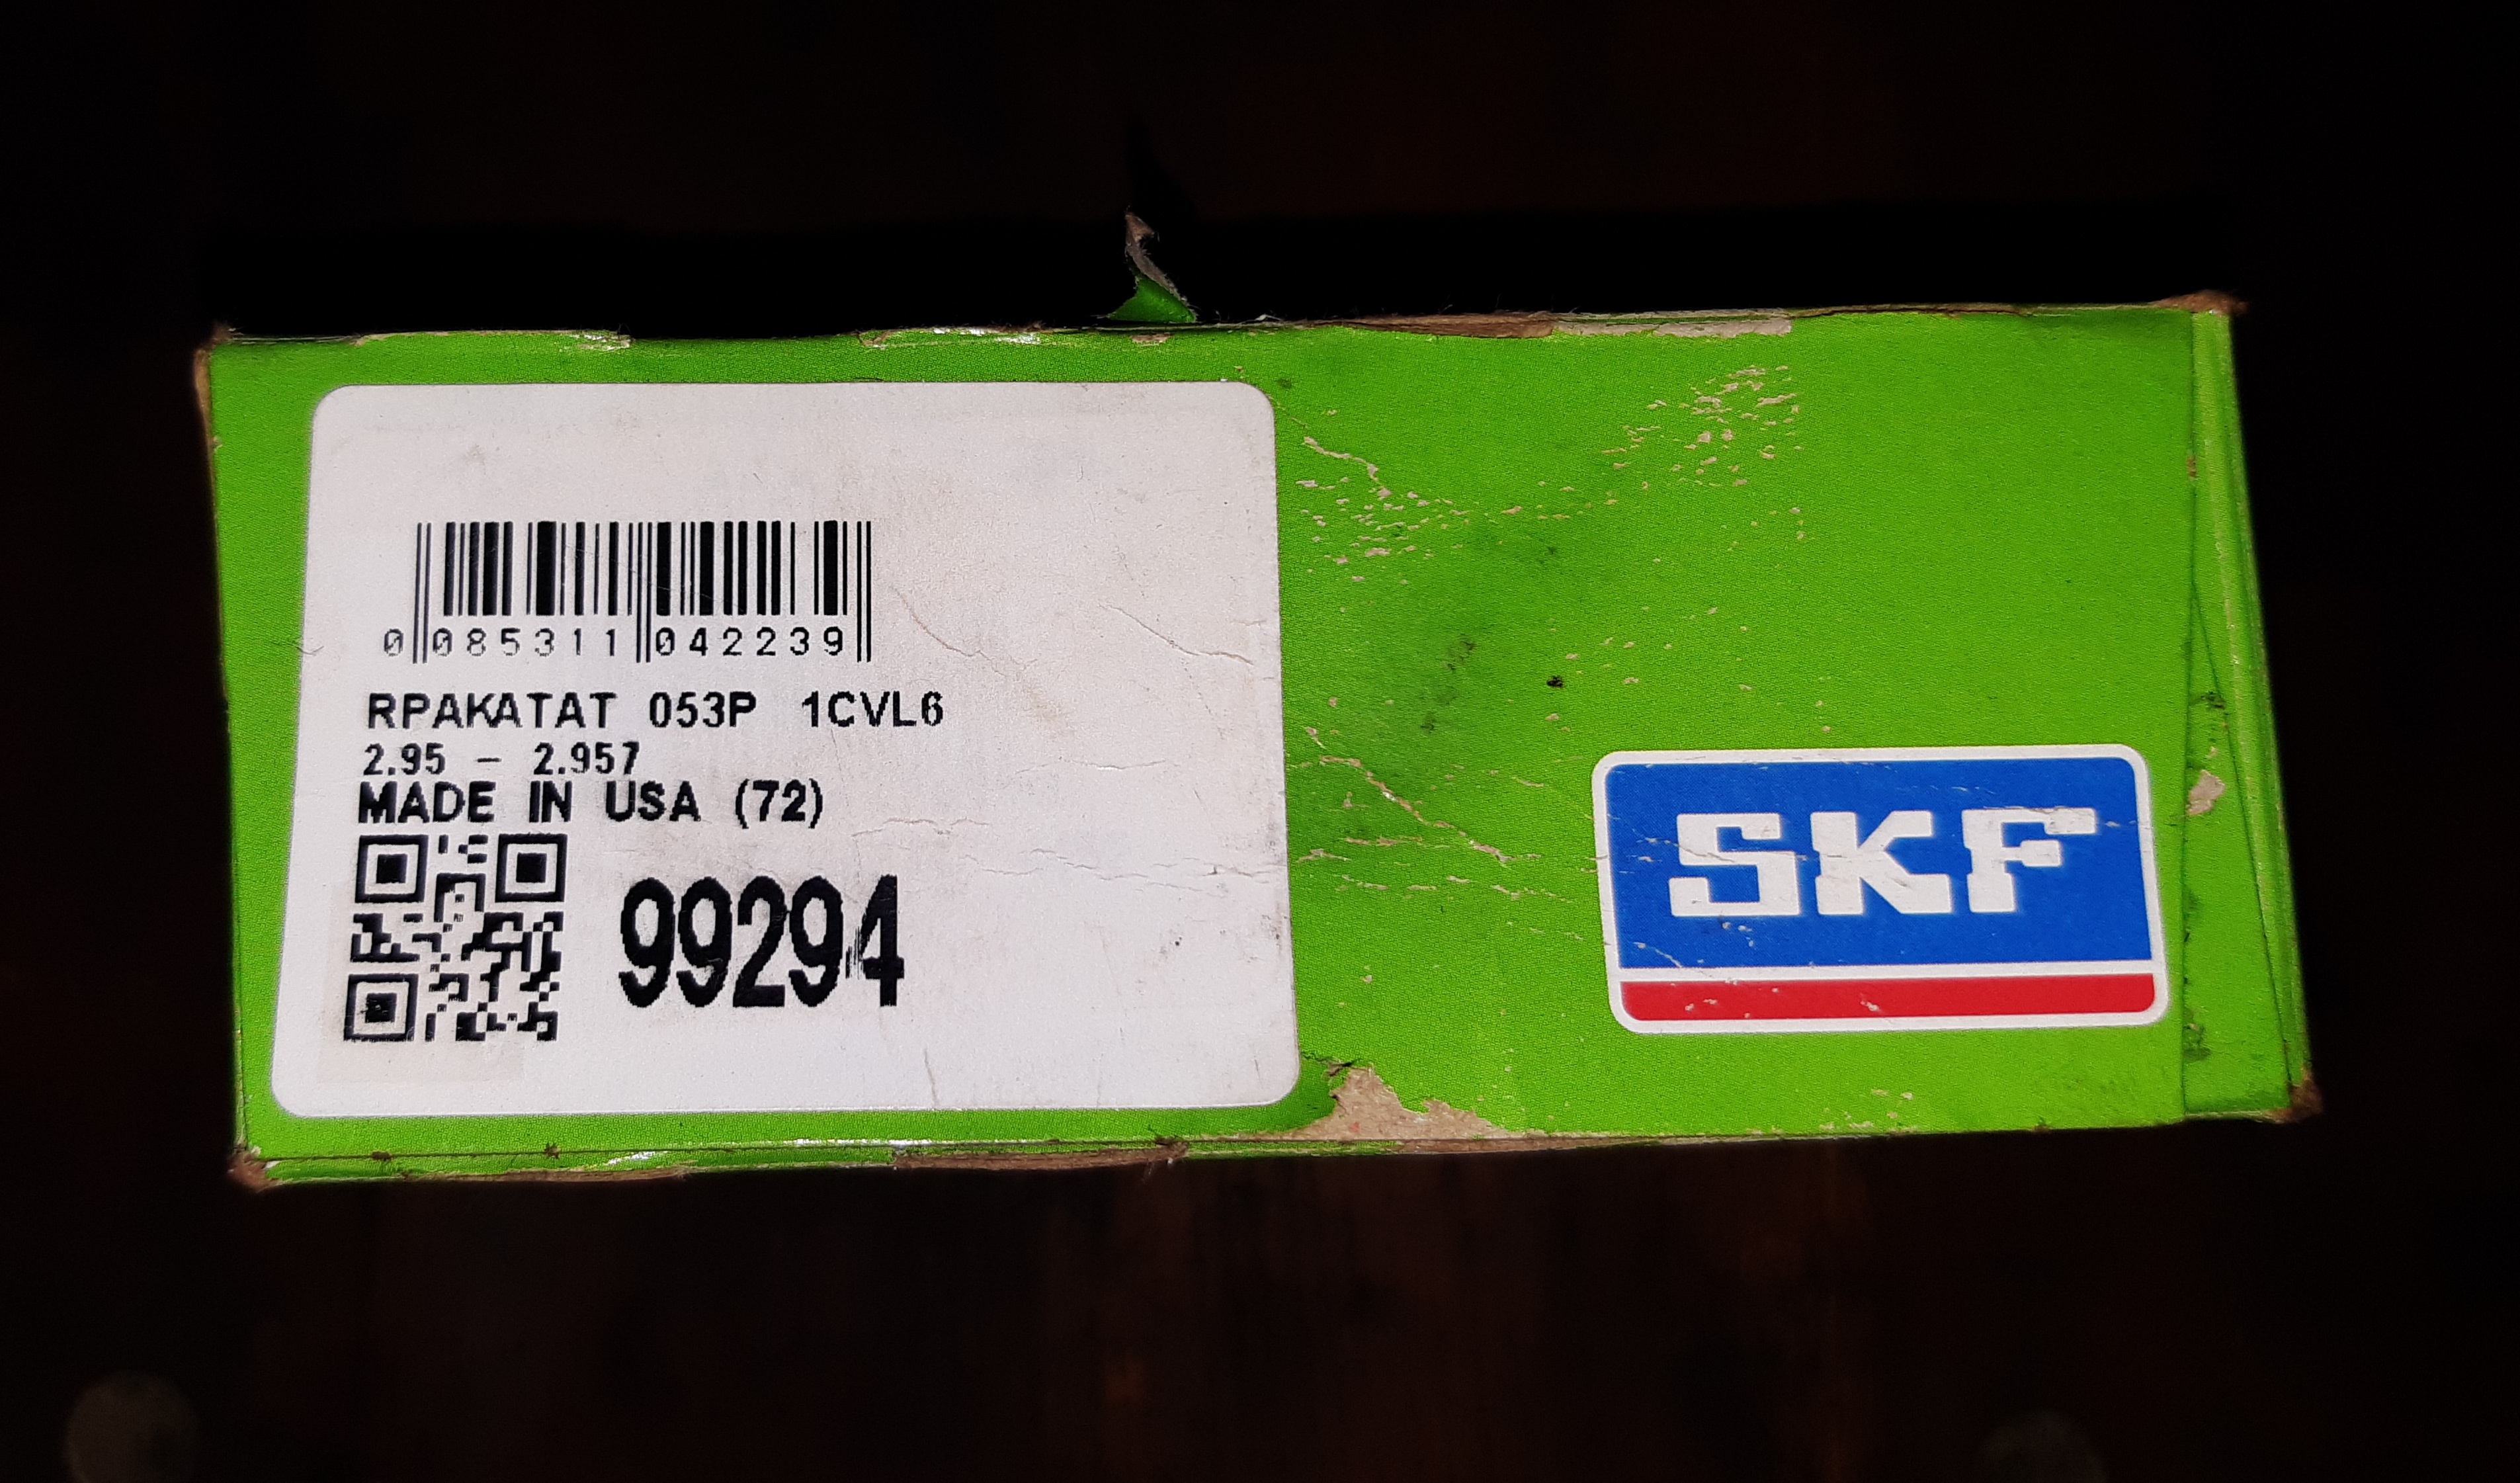 0 085311 042239
RPAKATAT 053P 1CVL6
2.95 - 2.957
MADE IN USA (72)
99294
SKF